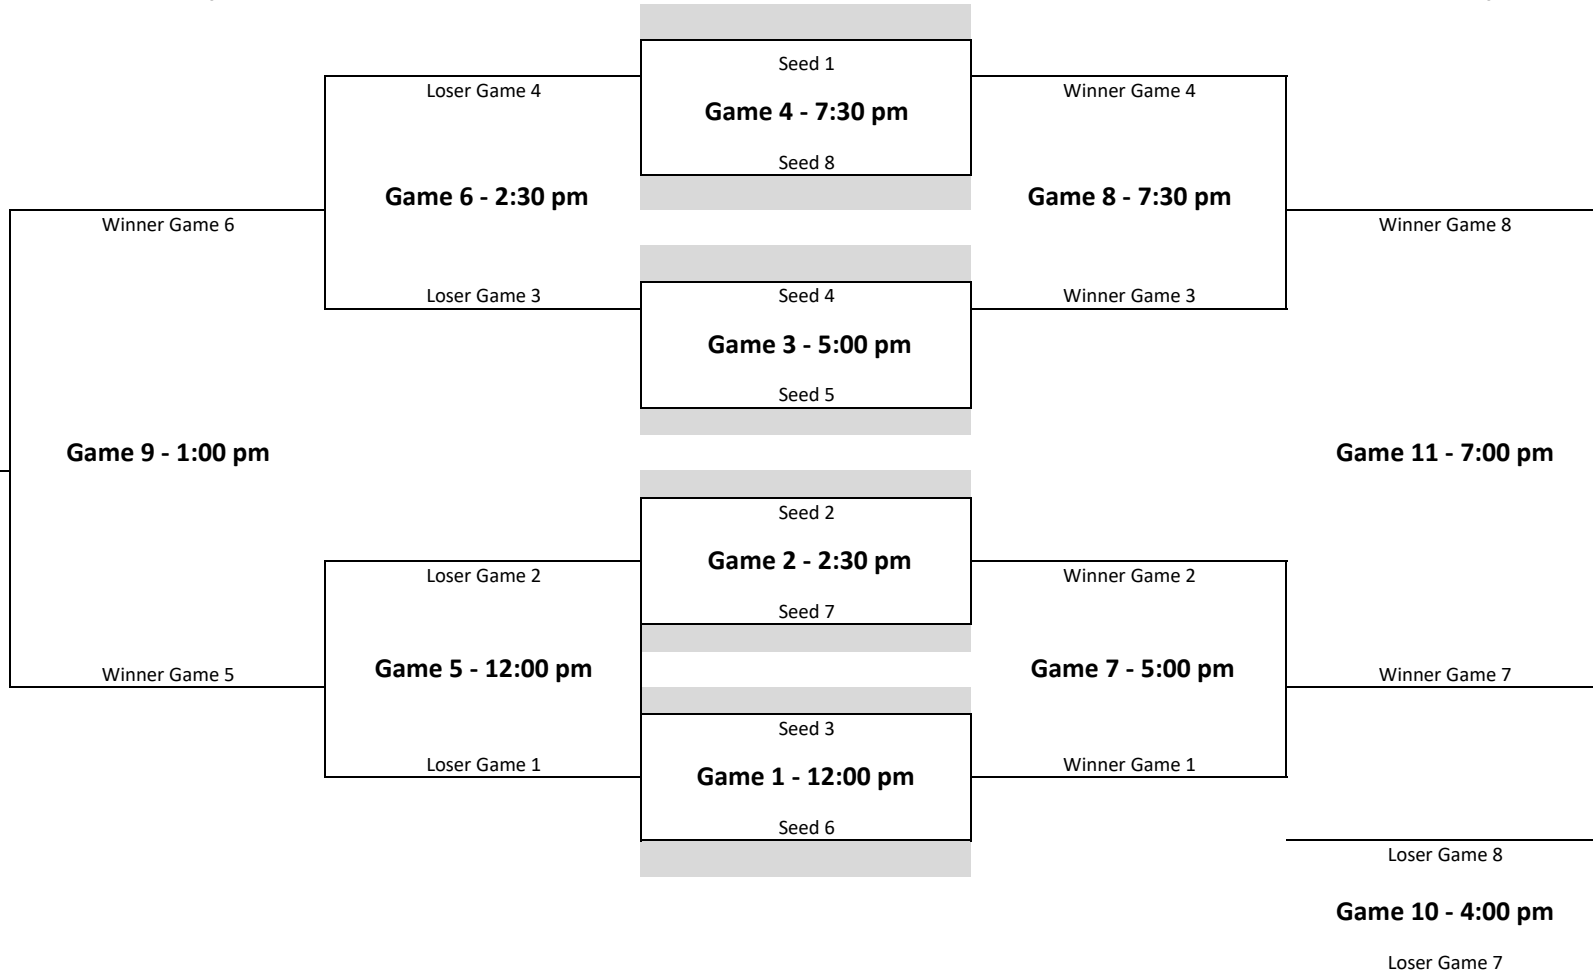 Seed 1
Loser Game 4
Winner Game 4
Game 4 - 7:30 pm
Seed 8
Game 6 - 2:30 pm
Game 8 - 7:30 pm
Winner Game 6
Winner Game 8
Loser Game 3
Seed 4
Winner Game 3
Game 3 - 5:00 pm
Seed 5
Game 9 - 1:00 pm
Game 11 - 7:00 pm
Seed 2
Game 2 - 2:30 pm
Loser Game 2
Winner Game 2
Seed 7
Game 5 - 12:00 pm
Game 7 - 5:00 pm
Winner Game 5
Winner Game 7
Seed 3
Loser Game 1
Winner Game 1
Game 1 - 12:00 pm
Seed 6
Loser Game 8
Game 10 - 4:00 pm
Loser Game 7